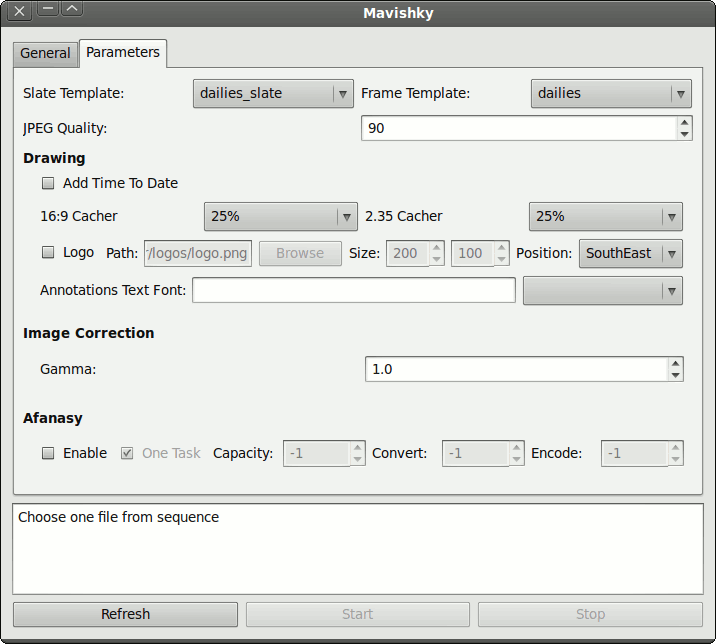 Mavishky
General Parameters
Slate Template: dailies_slate Frame Template: dailies
JPEG Quality: 90
Drawing
Add Time To Date
16:9 Cacher 25% 2.35 Cacher 25%
Logo Path: r/logos/logo.png Browse Size: 200 100 Position: SouthEast
Annotations Text Font:
Image Correction
Gamma: 1.0
Afanasy
Enable One Task Capacity: -1 Convert: -1 Encode: -1
Choose one file from sequence
Refresh Start Stop